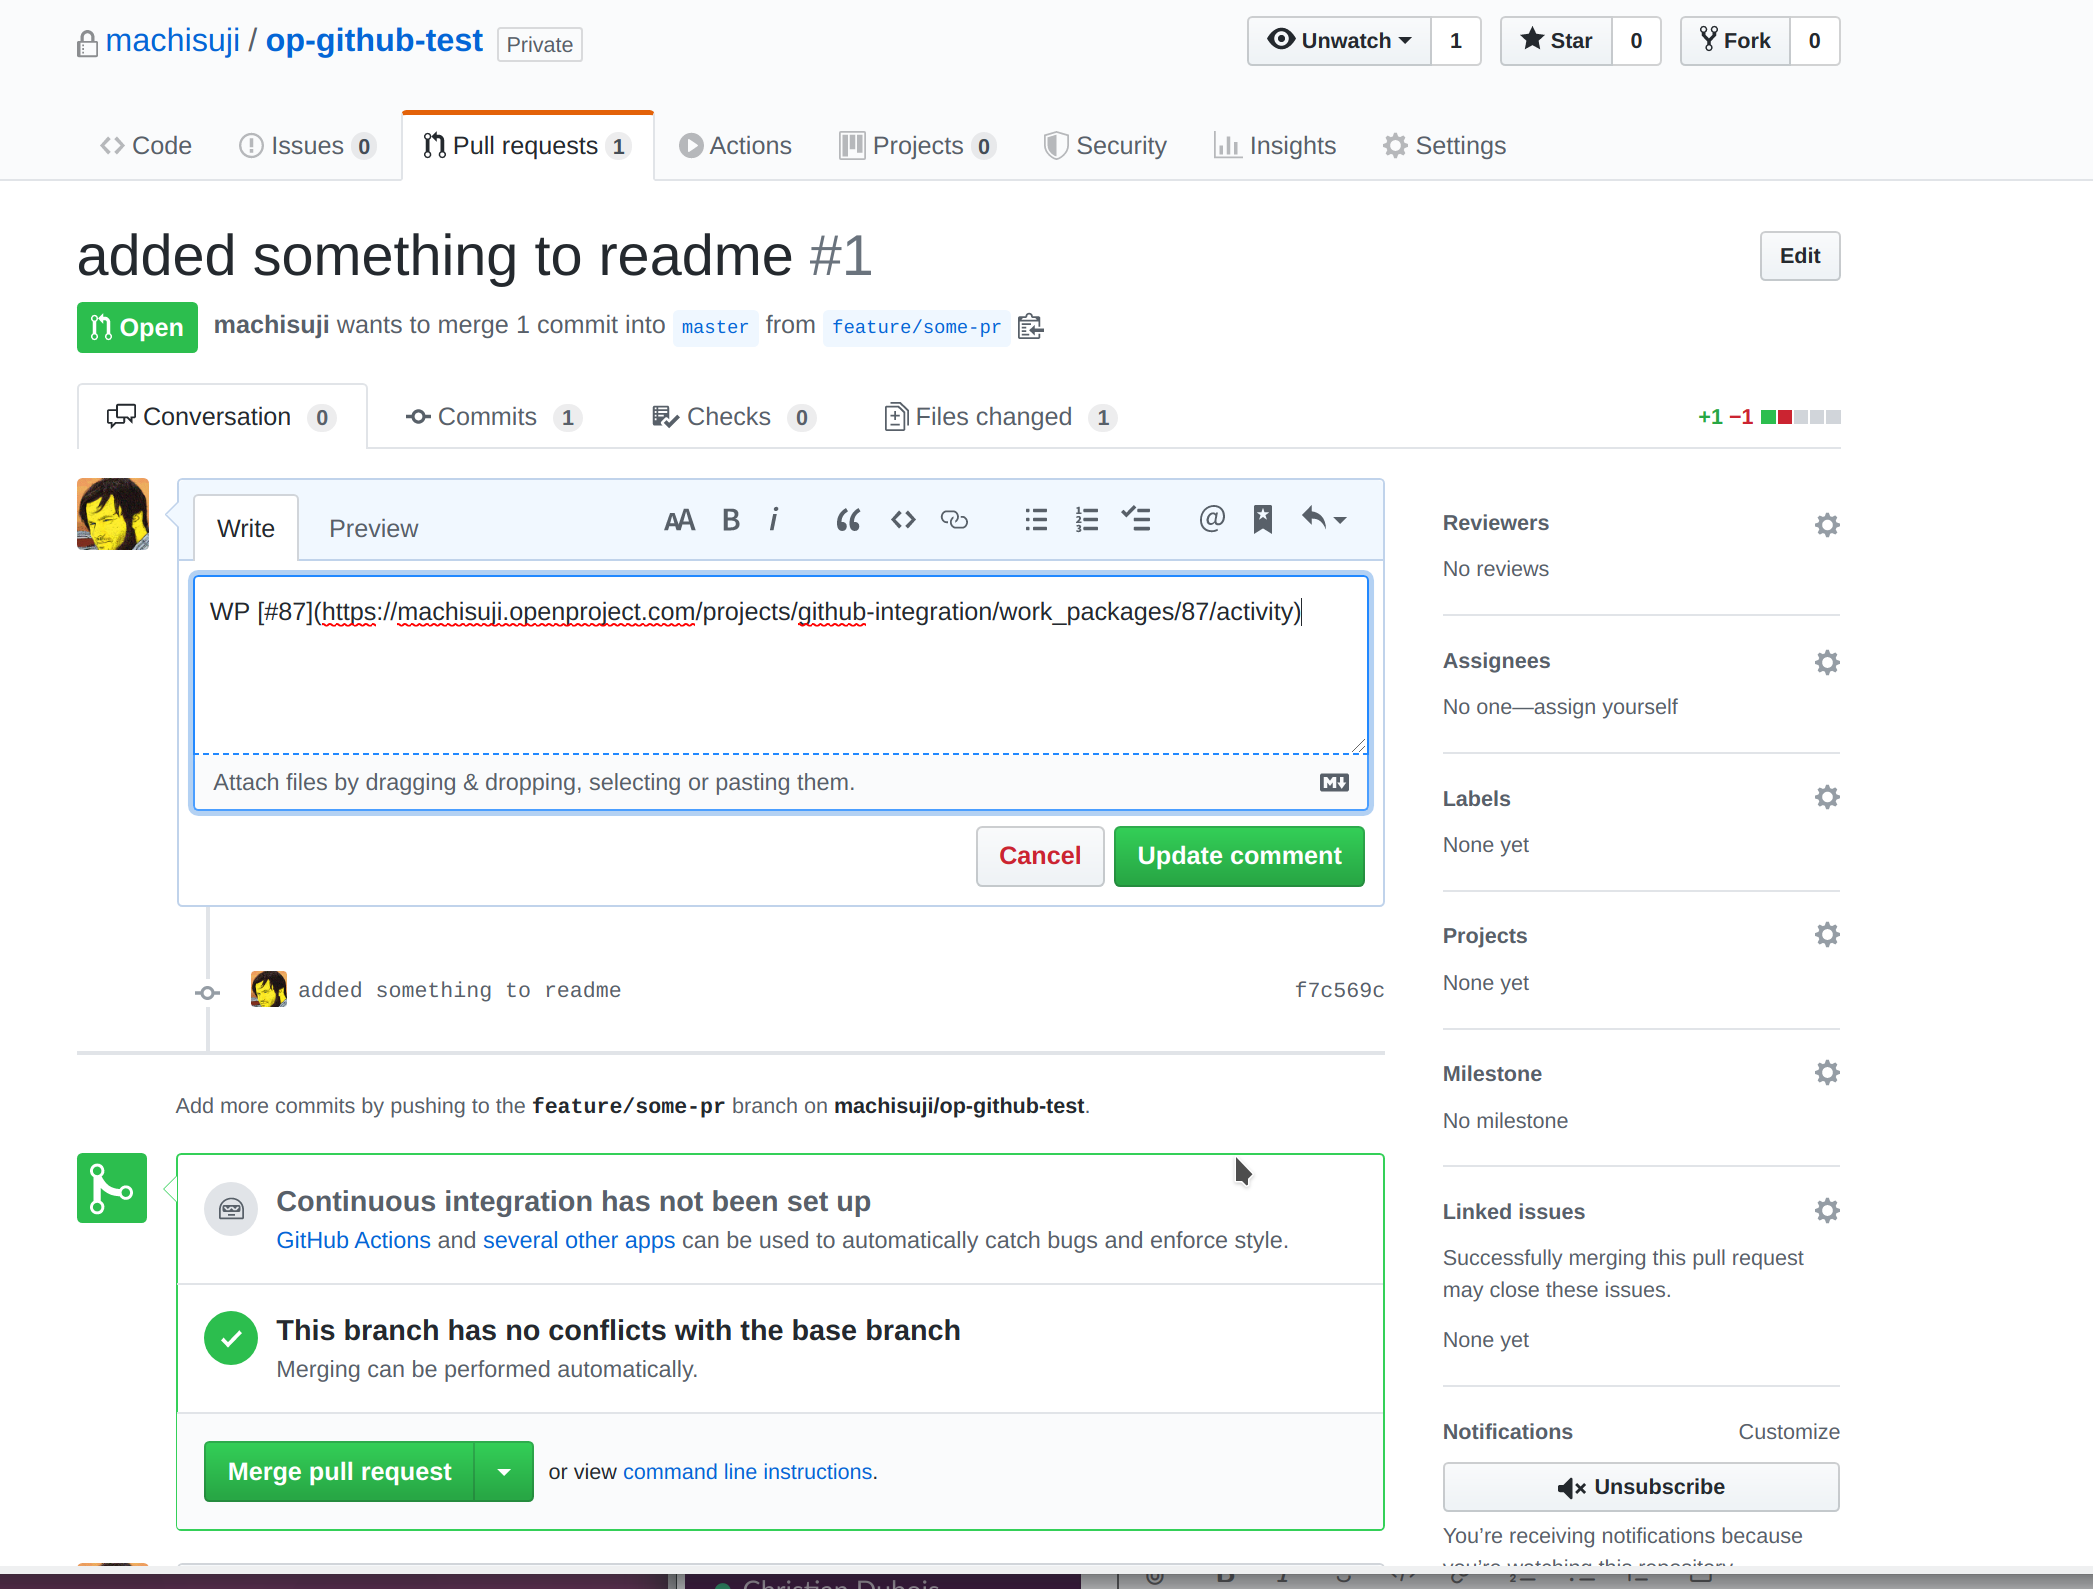 machisuji / op-github-test Private
Unwatch 1 Star 0 Fork 0
Code Issues 0 Pull requests 1 Actions Projects 0 Security Insights Settings
added something to readme #1
Edit
Open machisuji wants to merge 1 commit into master from feature/some-pr
Conversation 0 Commits 1 Checks 0 Files changed 1
+1 −1
Write Preview
AA B i @
WP [#87](https://machisuji.openproject.com/projects/github-integration/work_packages/87/activity)
Attach files by dragging & dropping, selecting or pasting them.
Cancel Update comment
added something to readme f7c569c
Add more commits by pushing to the feature/some-pr branch on machisuji/op-github-test.
Continuous integration has not been set up
GitHub Actions and several other apps can be used to automatically catch bugs and enforce style.
This branch has no conflicts with the base branch
Merging can be performed automatically.
Merge pull request or view command line instructions.
Reviewers
No reviews
Assignees
No one—assign yourself
Labels
None yet
Projects
None yet
Milestone
No milestone
Linked issues
Successfully merging this pull request
may close these issues.
None yet
Notifications Customize
Unsubscribe
You’re receiving notifications because
you’re watching this repository.
Christian Dubois